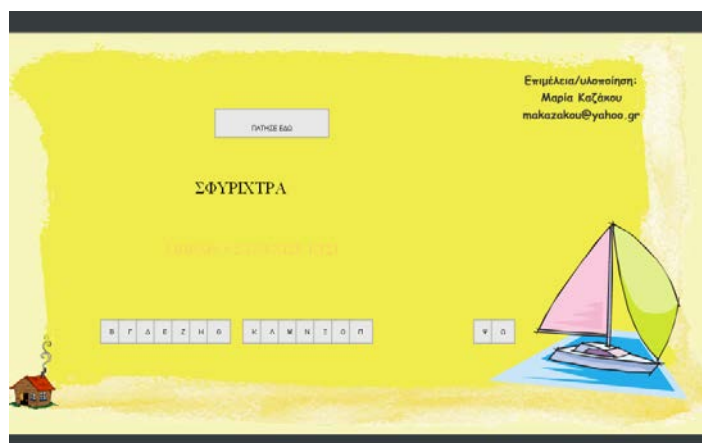 Επιμέλεια/υλοποίηση:
Μαρία Καζάκου
makazakou@yahoo.gr
ΠΑΤΗΣΕ ΕΔΩ
ΣΦΥΡΙΧΤΡΑ
Β Γ Δ Ε Ζ Η Θ Κ Λ Μ Ν Ξ Ο Π Ψ Ω